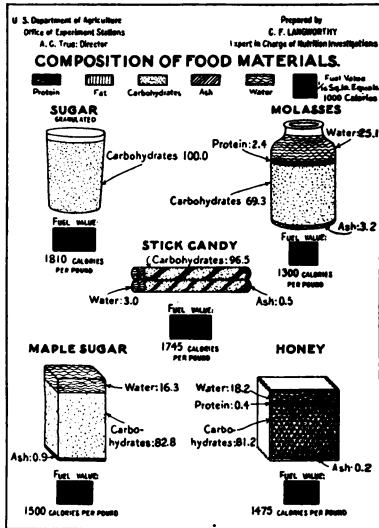 U. S. Department of Agriculture
Office of Experiment Stations
A. C. True: Director
Prepared by
C. F. LANGWORTHY
Expert in Charge of Nutrition Investigations
COMPOSITION OF FOOD MATERIALS.
Protein
Fat
Carbohydrates
Ash
Water
Fuel Value
Sq. In. Equals
1000 Calories
SUGAR
GRANULATED
Carbohydrates 100.0
FUEL VALUE:
1810 CALORIES
PER POUND
MOLASSES
Water:25.1
Protein:2.4
Carbohydrates 69.3
Ash:3.2
FUEL VALUE:
1300 CALORIES
PER POUND
STICK CANDY
(Carbohydrates:96.5
Water:3.0
Ash:0.5
FUEL VALUE:
1745 CALORIES
PER POUND
MAPLE SUGAR
Water:16.3
Carbo-
hydrates:82.8
Ash:0.9
FUEL VALUE:
1500 CALORIES PER POUND
HONEY
Water:18.2
Protein:0.4
Carbo-
hydrates:81.2
Ash:0.2
FUEL VALUE:
1475 CALORIES PER POUND